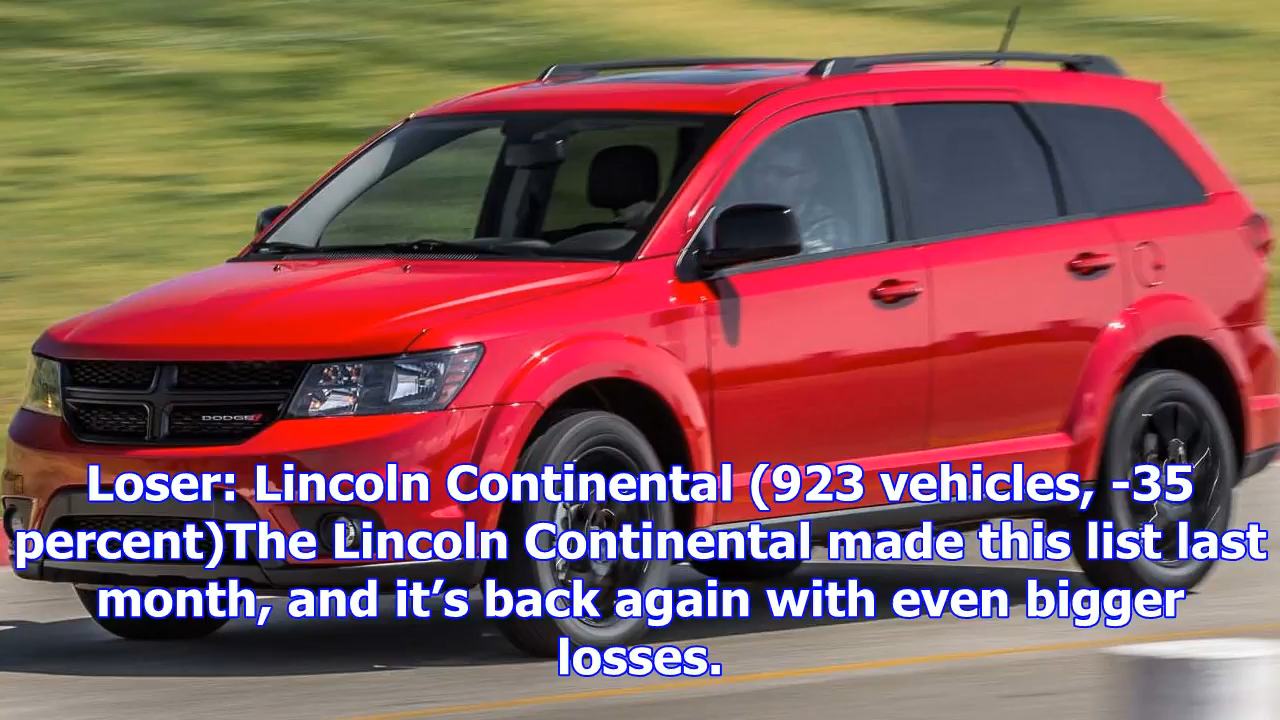 DODGE
Loser: Lincoln Continental (923 vehicles, -35
percent)The Lincoln Continental made this list last
month, and it’s back again with even bigger
losses.